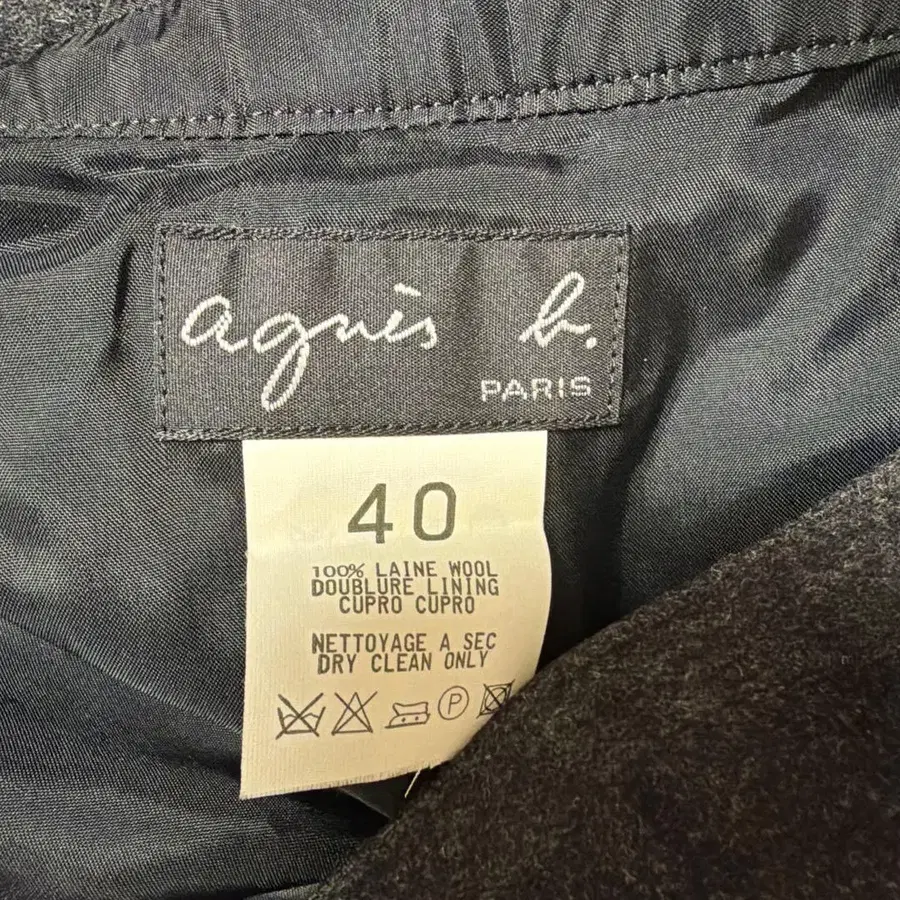 agnès b.
PARIS
40
100% LAINE WOOL
DOUBLURE LINING
CUPRO CUPRO
NETTOYAGE A SEC
DRY CLEAN ONLY
P